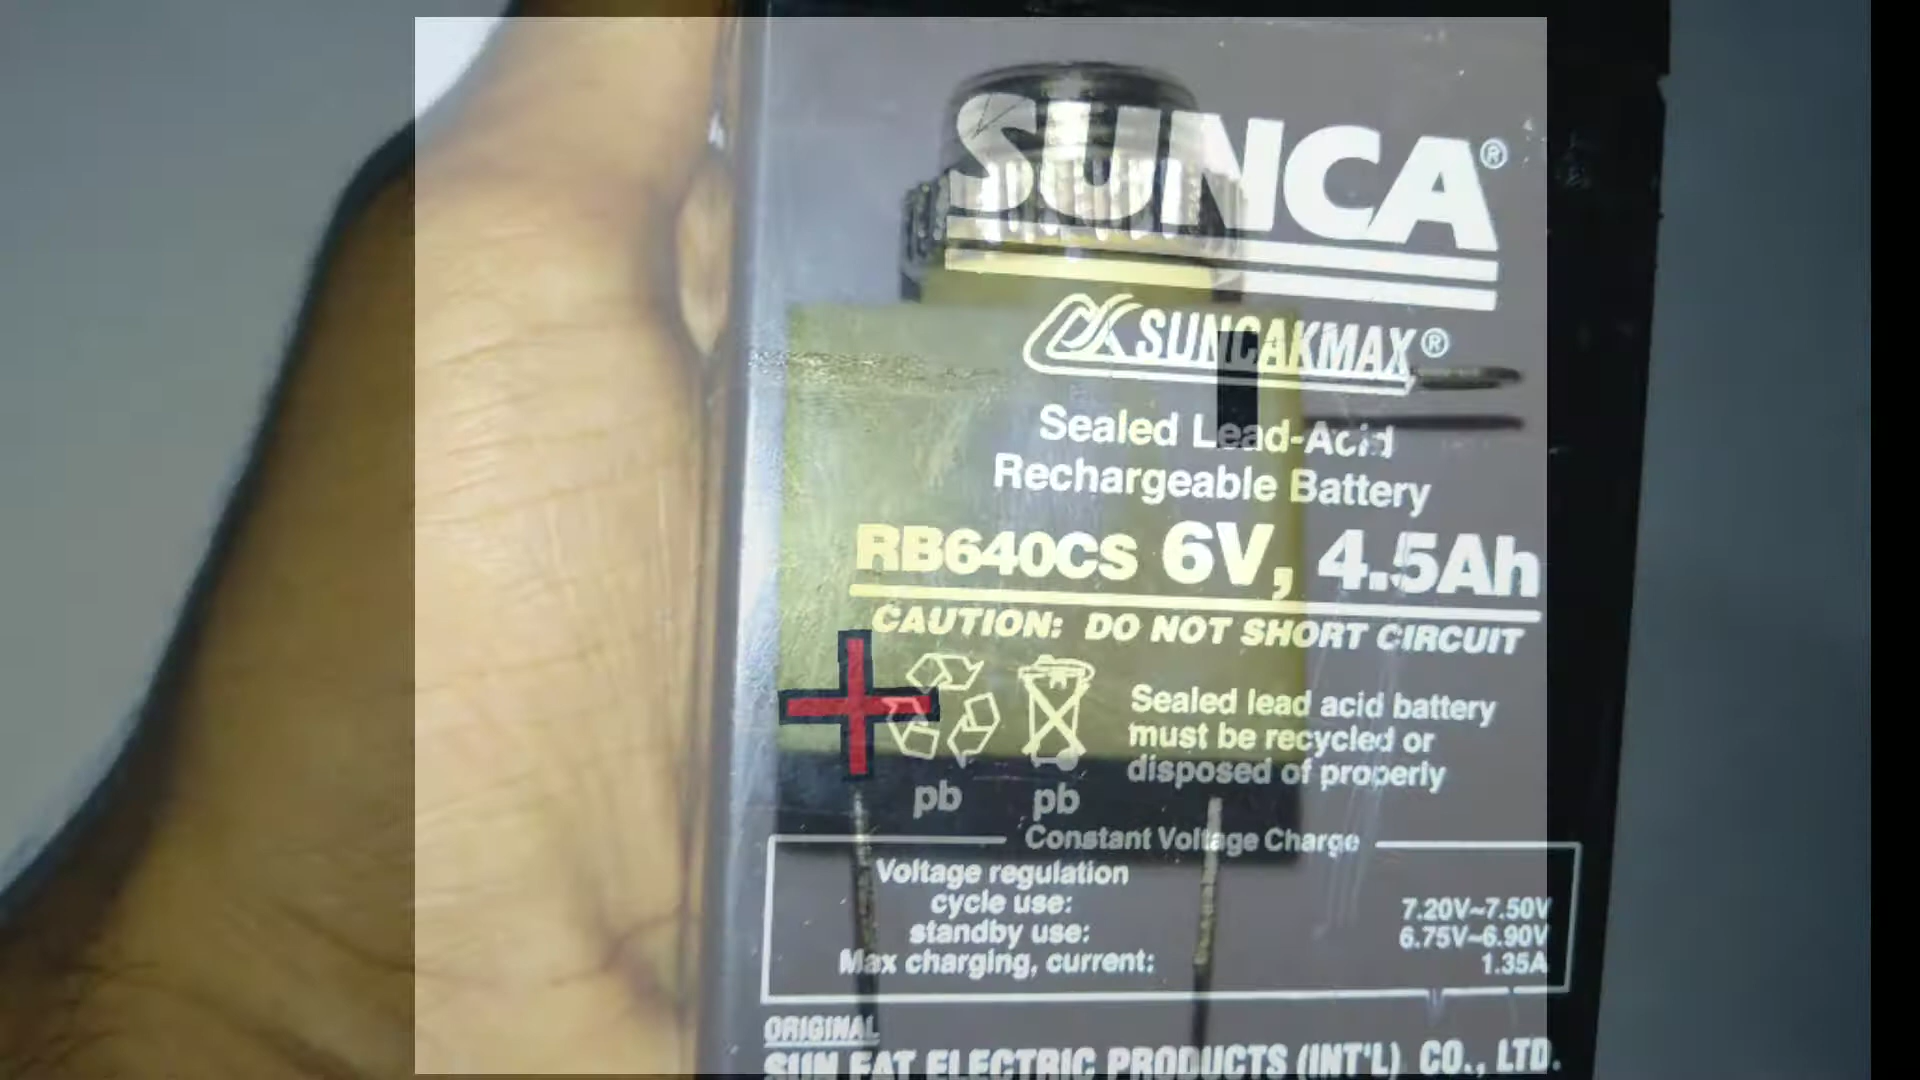 SUNCA®
SUNCAKMAX®
Sealed Lead-Acid
Rechargeable Battery
RB640CS 6V, 4.5Ah
CAUTION: DO NOT SHORT CIRCUIT
Sealed lead acid battery
must be recycled or
disposed of properly
pb pb
Constant Voltage Charge
Voltage regulation
cycle use: 7.20V~7.50V
standby use: 6.75V~6.90V
Max charging, current: 1.35A
ORIGINAL
SUN FAT ELECTRIC PRODUCTS (INT'L) CO., LTD.